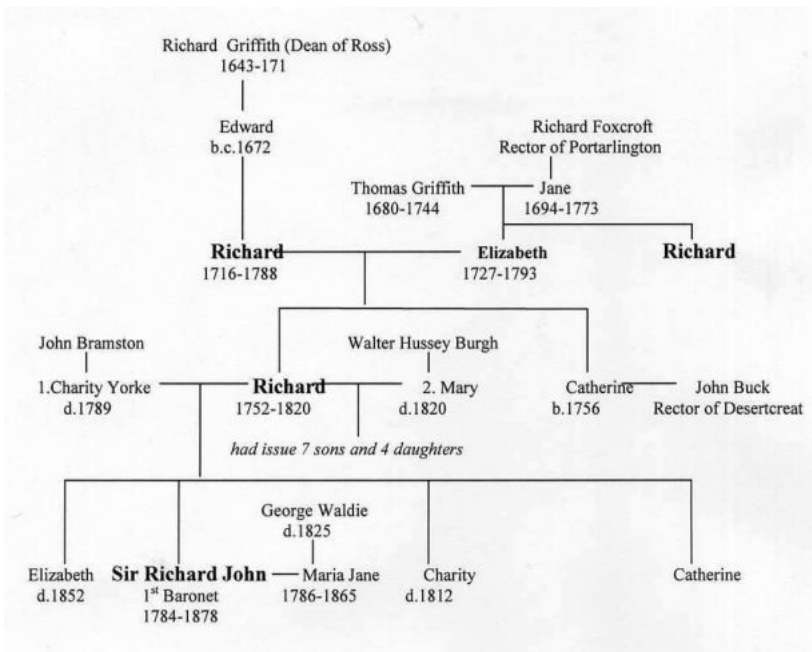 Richard Griffith (Dean of Ross)
1643-171
Edward
b.c.1672
Richard Foxcroft
Rector of Portarlington
Thomas Griffith
1680-1744
Jane
1694-1773
Richard
1716-1788
Elizabeth
1727-1793
Richard
John Bramston
Walter Hussey Burgh
1.Charity Yorke
d.1789
Richard
1752-1820
2. Mary
d.1820
Catherine
b.1756
John Buck
Rector of Desertcreat
had issue 7 sons and 4 daughters
George Waldie
d.1825
Elizabeth
d.1852
Sir Richard John
1st Baronet
1784-1878
Maria Jane
1786-1865
Charity
d.1812
Catherine